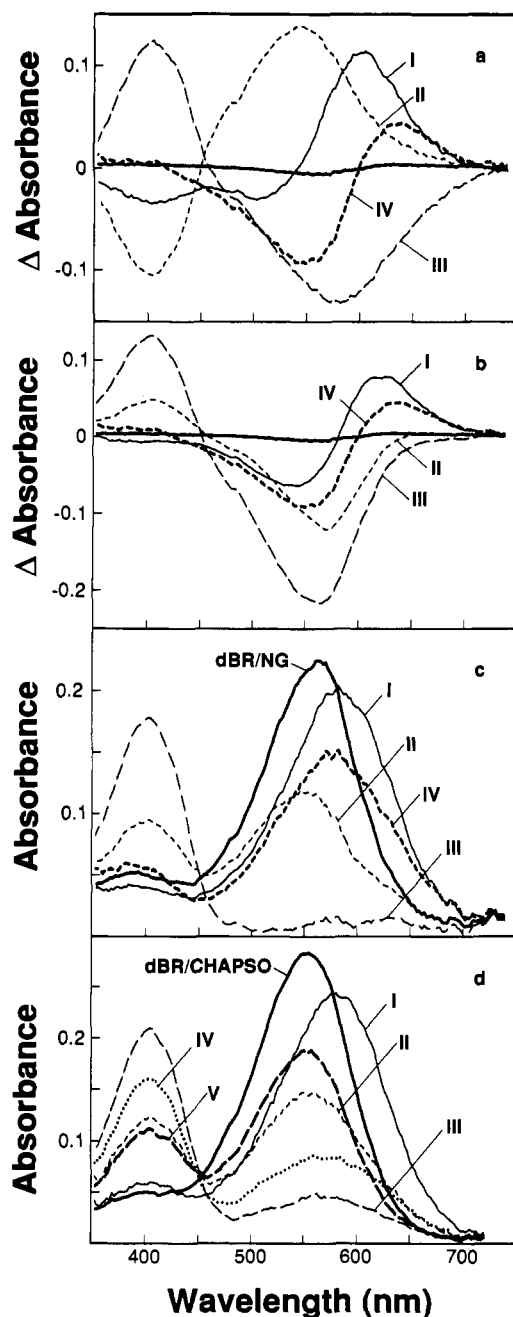 a
0.1
0
-0.1
Δ Absorbance
I
II
IV
III
b
0.1
0
-0.1
-0.2
Δ Absorbance
I
IV
II
III
c
dBR/NG
0.2
0.1
Absorbance
I
II
IV
III
d
dBR/CHAPSO
0.2
0.1
Absorbance
IV
V
I
II
III
400 500 600 700
Wavelength (nm)